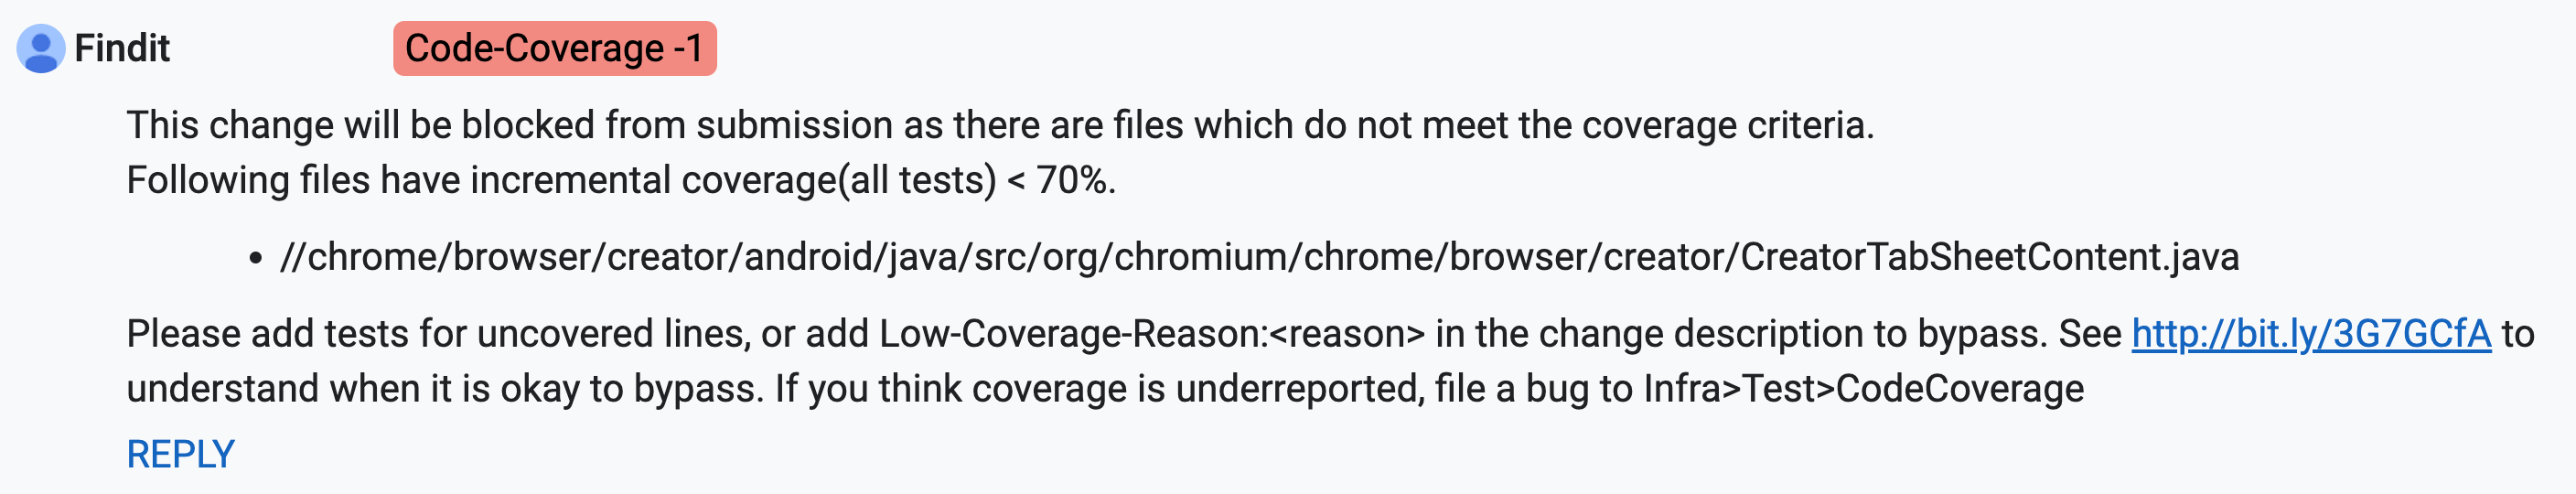 Findit Code-Coverage -1
This change will be blocked from submission as there are files which do not meet the coverage criteria.
Following files have incremental coverage(all tests) < 70%.
• //chrome/browser/creator/android/java/src/org/chromium/chrome/browser/creator/CreatorTabSheetContent.java
Please add tests for uncovered lines, or add Low-Coverage-Reason:<reason> in the change description to bypass. See http://bit.ly/3G7GCfA to
understand when it is okay to bypass. If you think coverage is underreported, file a bug to Infra>Test>CodeCoverage
REPLY